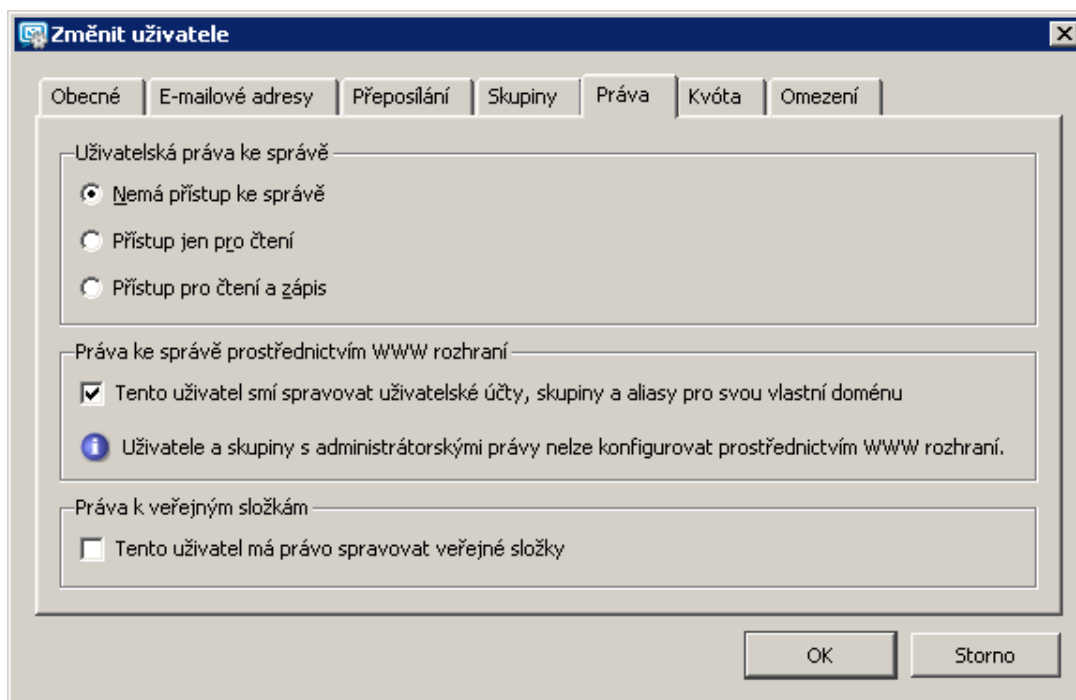 Změnit uživatele
Obecné E-mailové adresy Přeposílání Skupiny Práva Kvóta Omezení
Uživatelská práva ke správě
Nemá přístup ke správě
Přístup jen pro čtení
Přístup pro čtení a zápis
Práva ke správě prostřednictvím WWW rozhraní
Tento uživatel smí spravovat uživatelské účty, skupiny a aliasy pro svou vlastní doménu
Uživatele a skupiny s administrátorskými právy nelze konfigurovat prostřednictvím WWW rozhraní.
Práva k veřejným složkám
Tento uživatel má právo spravovat veřejné složky
OK Storno